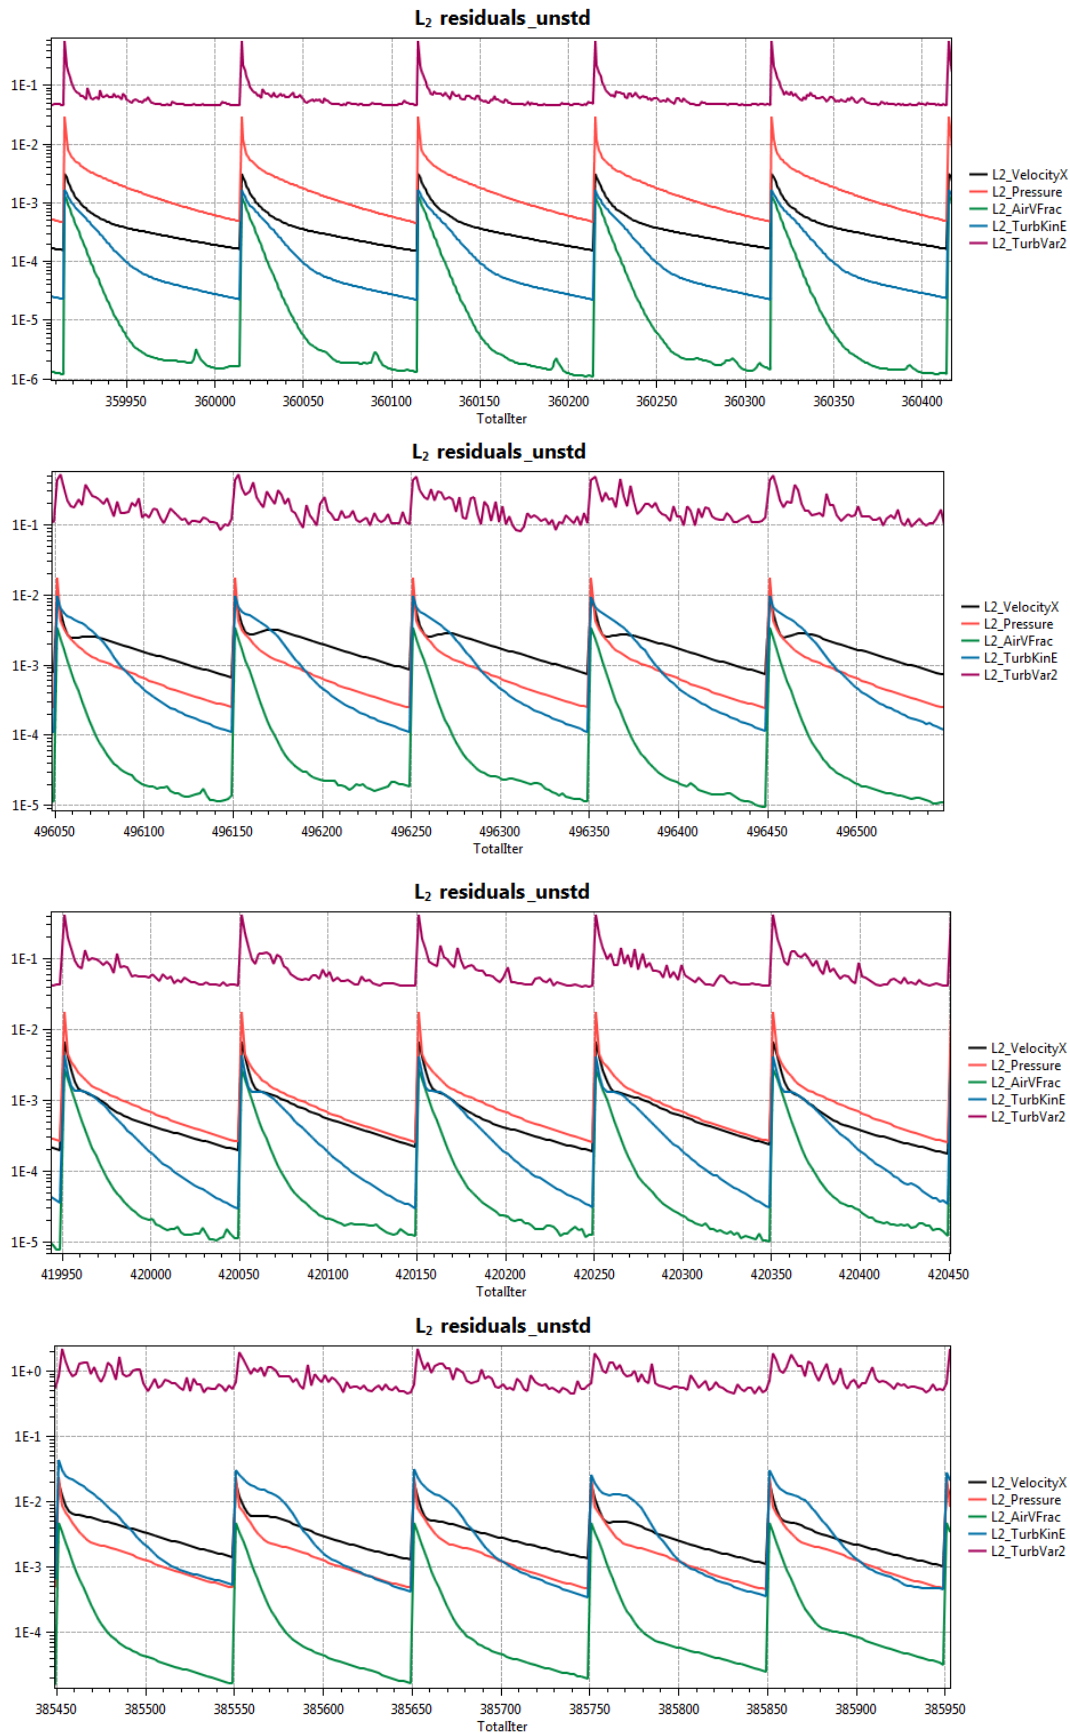 L₂ residuals_unstd
1E-1
1E-2
1E-3
1E-4
1E-5
1E-6
359950 360000 360050 360100 360150 360200 360250 360300 360350 360400
TotalIter
L2_VelocityX
L2_Pressure
L2_AirVFrac
L2_TurbKinE
L2_TurbVar2
L₂ residuals_unstd
1E-1
1E-2
1E-3
1E-4
1E-5
496050 496100 496150 496200 496250 496300 496350 496400 496450 496500
TotalIter
L2_VelocityX
L2_Pressure
L2_AirVFrac
L2_TurbKinE
L2_TurbVar2
L₂ residuals_unstd
1E-1
1E-2
1E-3
1E-4
1E-5
419950 420000 420050 420100 420150 420200 420250 420300 420350 420400 420450
TotalIter
L2_VelocityX
L2_Pressure
L2_AirVFrac
L2_TurbKinE
L2_TurbVar2
L₂ residuals_unstd
1E+0
1E-1
1E-2
1E-3
1E-4
385450 385500 385550 385600 385650 385700 385750 385800 385850 385900 385950
TotalIter
L2_VelocityX
L2_Pressure
L2_AirVFrac
L2_TurbKinE
L2_TurbVar2